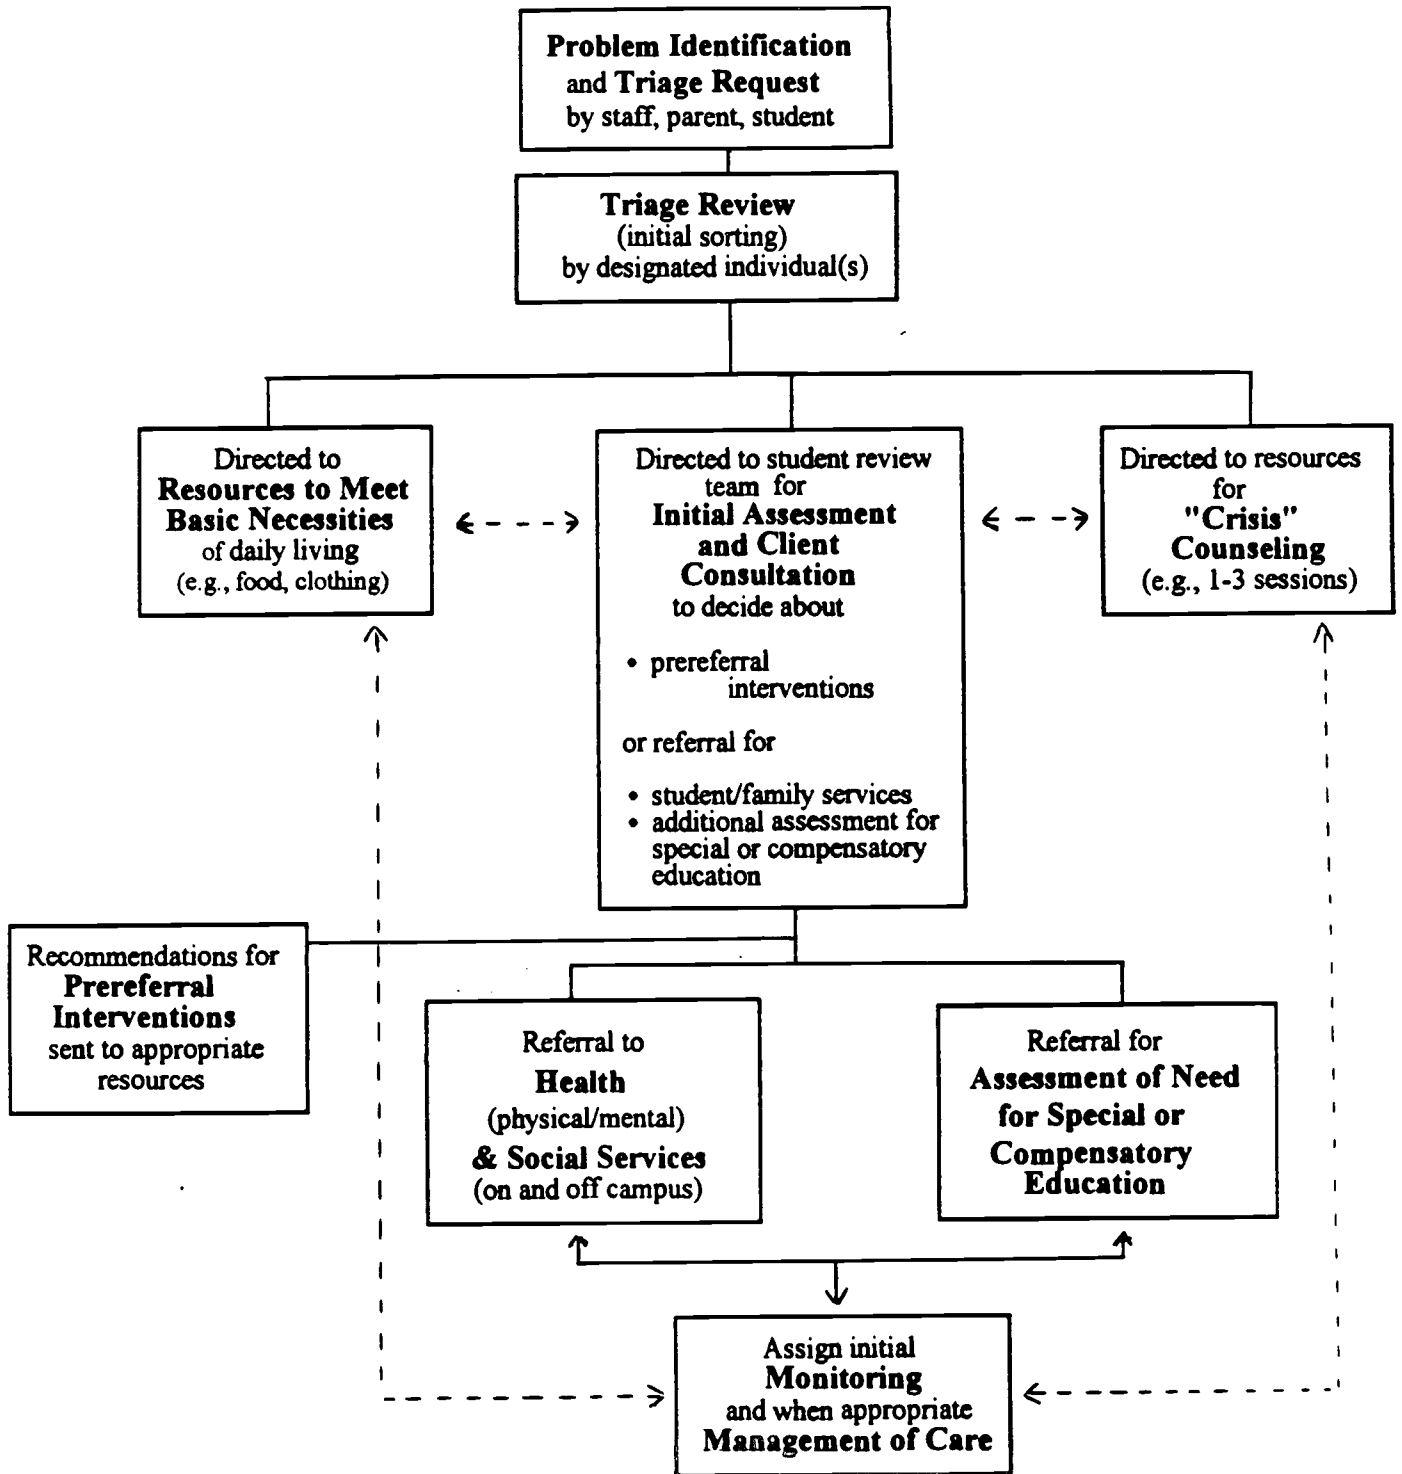 Problem Identification
and Triage Request
by staff, parent, student
Triage Review
(initial sorting)
by designated individual(s)
Directed to
Resources to Meet
Basic Necessities
of daily living
(e.g., food, clothing)
Directed to student review
team for
Initial Assessment
and Client
Consultation
to decide about
• prereferral
interventions
or referral for
• student/family services
• additional assessment for
special or compensatory
education
Directed to resources
for
"Crisis"
Counseling
(e.g., 1-3 sessions)
Recommendations for
Prereferral
Interventions
sent to appropriate
resources
Referral to
Health
(physical/mental)
& Social Services
(on and off campus)
Referral for
Assessment of Need
for Special or
Compensatory
Education
Assign initial
Monitoring
and when appropriate
Management of Care